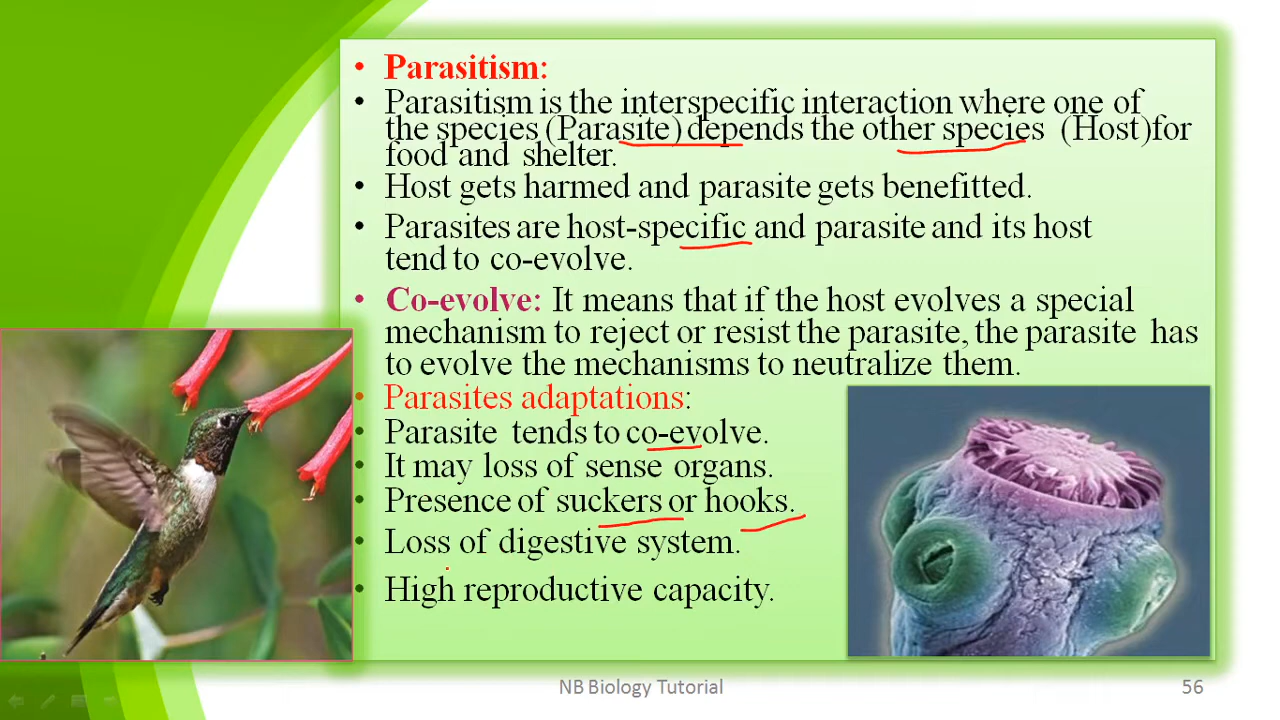 • Parasitism:
• Parasitism is the interspecific interaction where one of
the species (Parasite) depends the other species (Host)for
food and shelter.
• Host gets harmed and parasite gets benefitted.
• Parasites are host-specific and parasite and its host
tend to co-evolve.
• Co-evolve: It means that if the host evolves a special
mechanism to reject or resist the parasite, the parasite has
to evolve the mechanisms to neutralize them.
• Parasites adaptations:
• Parasite tends to co-evolve.
• It may loss of sense organs.
• Presence of suckers or hooks.
• Loss of digestive system.
• High reproductive capacity.
NB Biology Tutorial
56